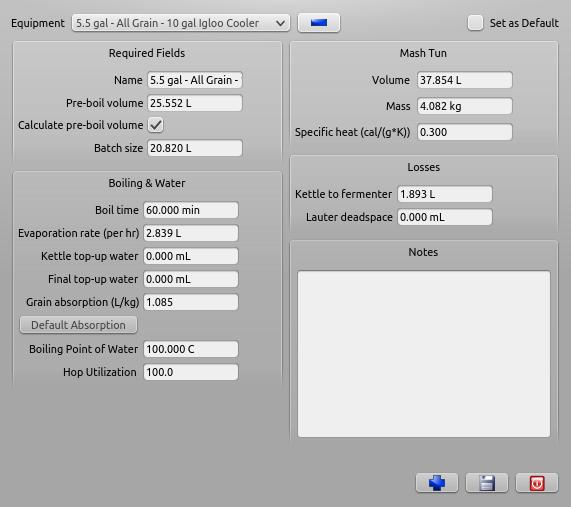 Equipment 5.5 gal - All Grain - 10 gal Igloo Cooler Set as Default
Required Fields
Name 5.5 gal - All Grain -
Pre-boil volume 25.552 L
Calculate pre-boil volume
Batch size 20.820 L
Boiling & Water
Boil time 60.000 min
Evaporation rate (per hr) 2.839 L
Kettle top-up water 0.000 mL
Final top-up water 0.000 mL
Grain absorption (L/kg) 1.085
Default Absorption
Boiling Point of Water 100.000 C
Hop Utilization 100.0
Mash Tun
Volume 37.854 L
Mass 4.082 kg
Specific heat (cal/(g*K)) 0.300
Losses
Kettle to fermenter 1.893 L
Lauter deadspace 0.000 mL
Notes